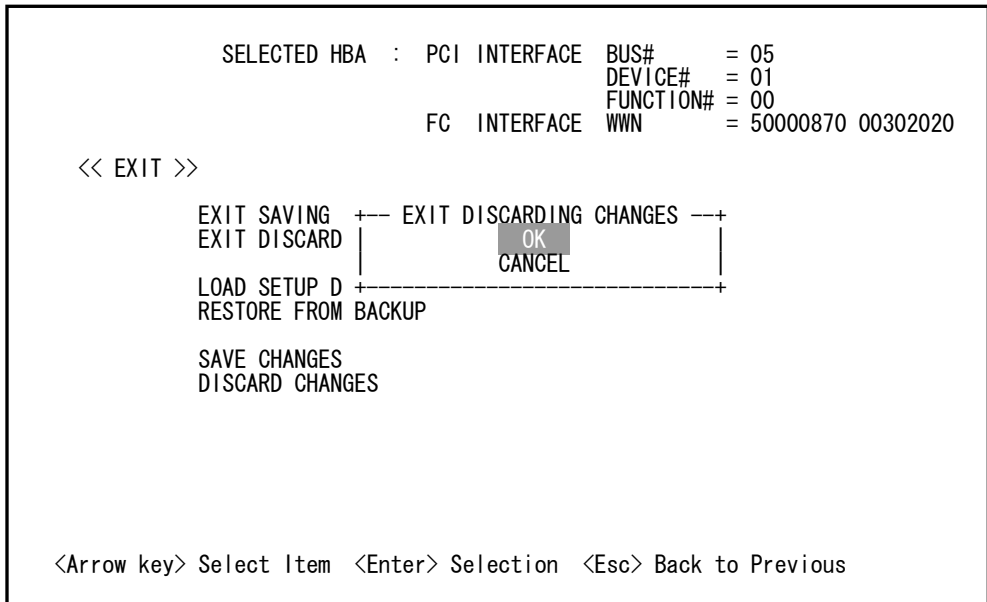 SELECTED HBA : PCI INTERFACE BUS# = 05
DEVICE# = 01
FUNCTION# = 00
FC INTERFACE WWN = 50000870 00302020
<< EXIT >>
EXIT SAVING +-- EXIT DISCARDING CHANGES --+
EXIT DISCARD | OK |
| CANCEL |
LOAD SETUP D +-----------------------------+
RESTORE FROM BACKUP
SAVE CHANGES
DISCARD CHANGES
<Arrow key> Select Item <Enter> Selection <Esc> Back to Previous